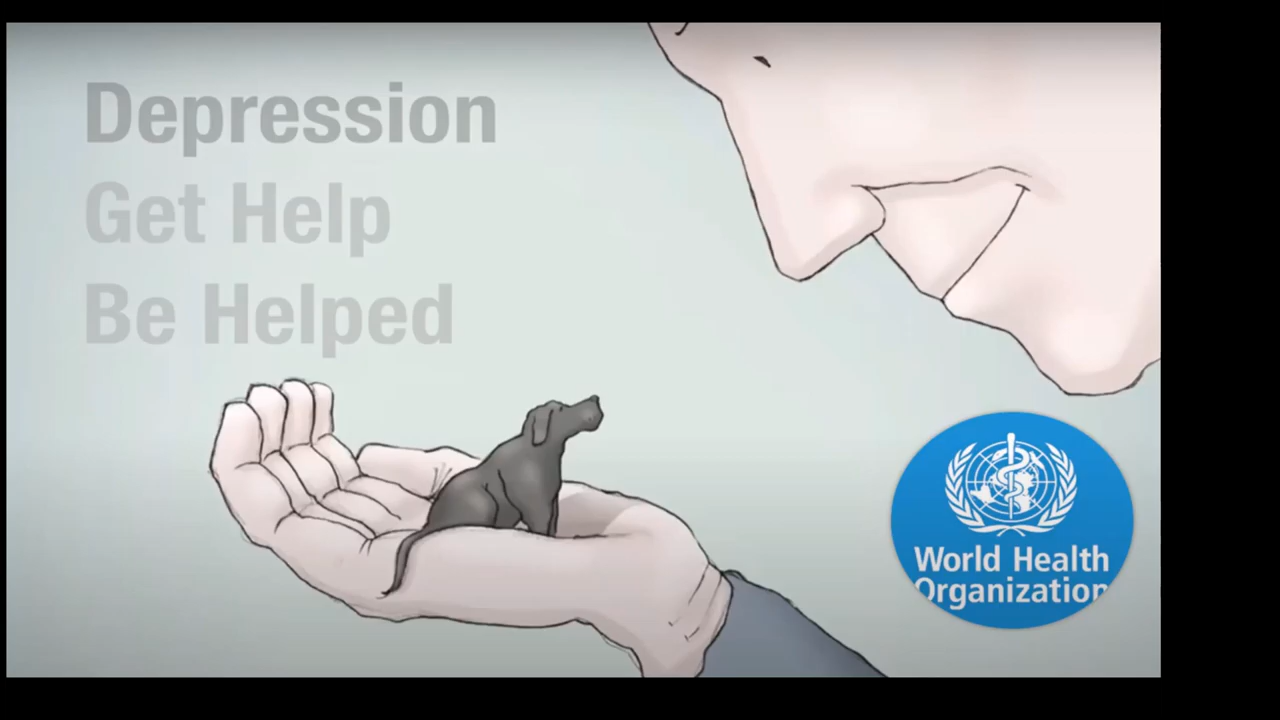 Depression
Get Help
Be Helped
World Health
Organization